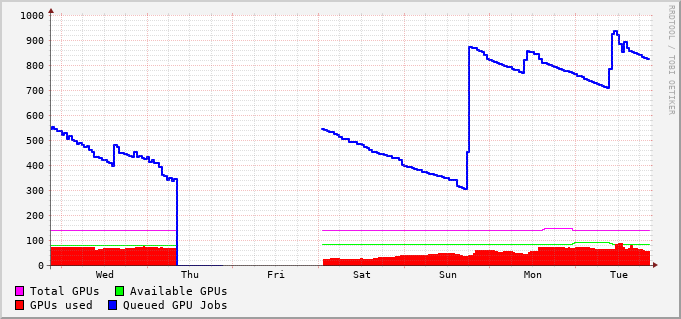 1000
900
800
700
600
500
400
300
200
100
0
Wed Thu Fri Sat Sun Mon Tue
Total GPUs Available GPUs
GPUs used Queued GPU Jobs
RRDTOOL / TOBI OETIKER